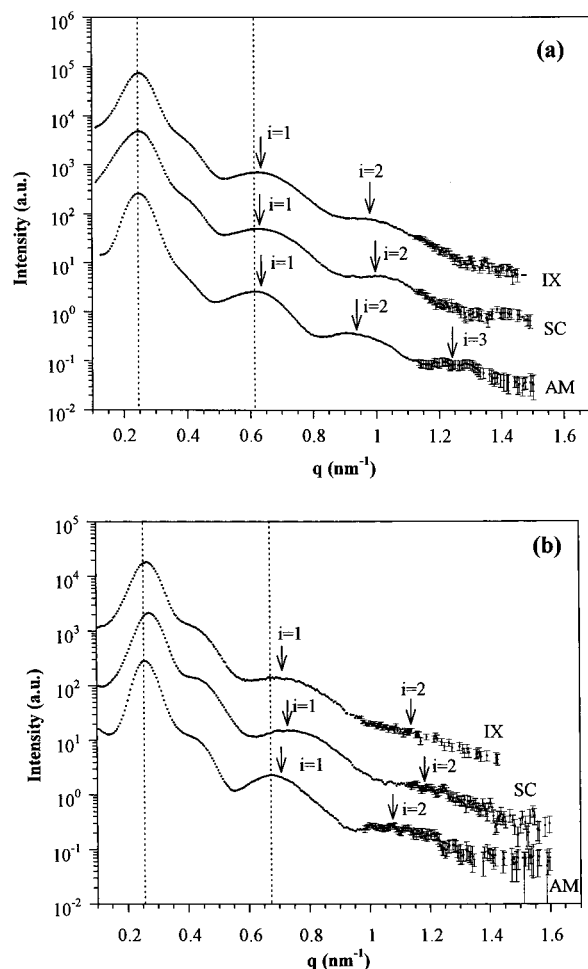 (a)
10^6
10^5
10^4
10^3
10^2
10^1
10^0
10^-1
10^-2
Intensity (a.u.)
i=1
i=2
i=1
i=2
i=1
i=2
i=3
IX
SC
AM
0.2 0.4 0.6 0.8 1 1.2 1.4 1.6
q (nm^-1)
(b)
10^5
10^4
10^3
10^2
10^1
10^0
10^-1
10^-2
Intensity (a.u.)
i=1
i=2
i=1
i=2
i=1
i=2
IX
SC
AM
0.2 0.4 0.6 0.8 1 1.2 1.4 1.6
q (nm^-1)